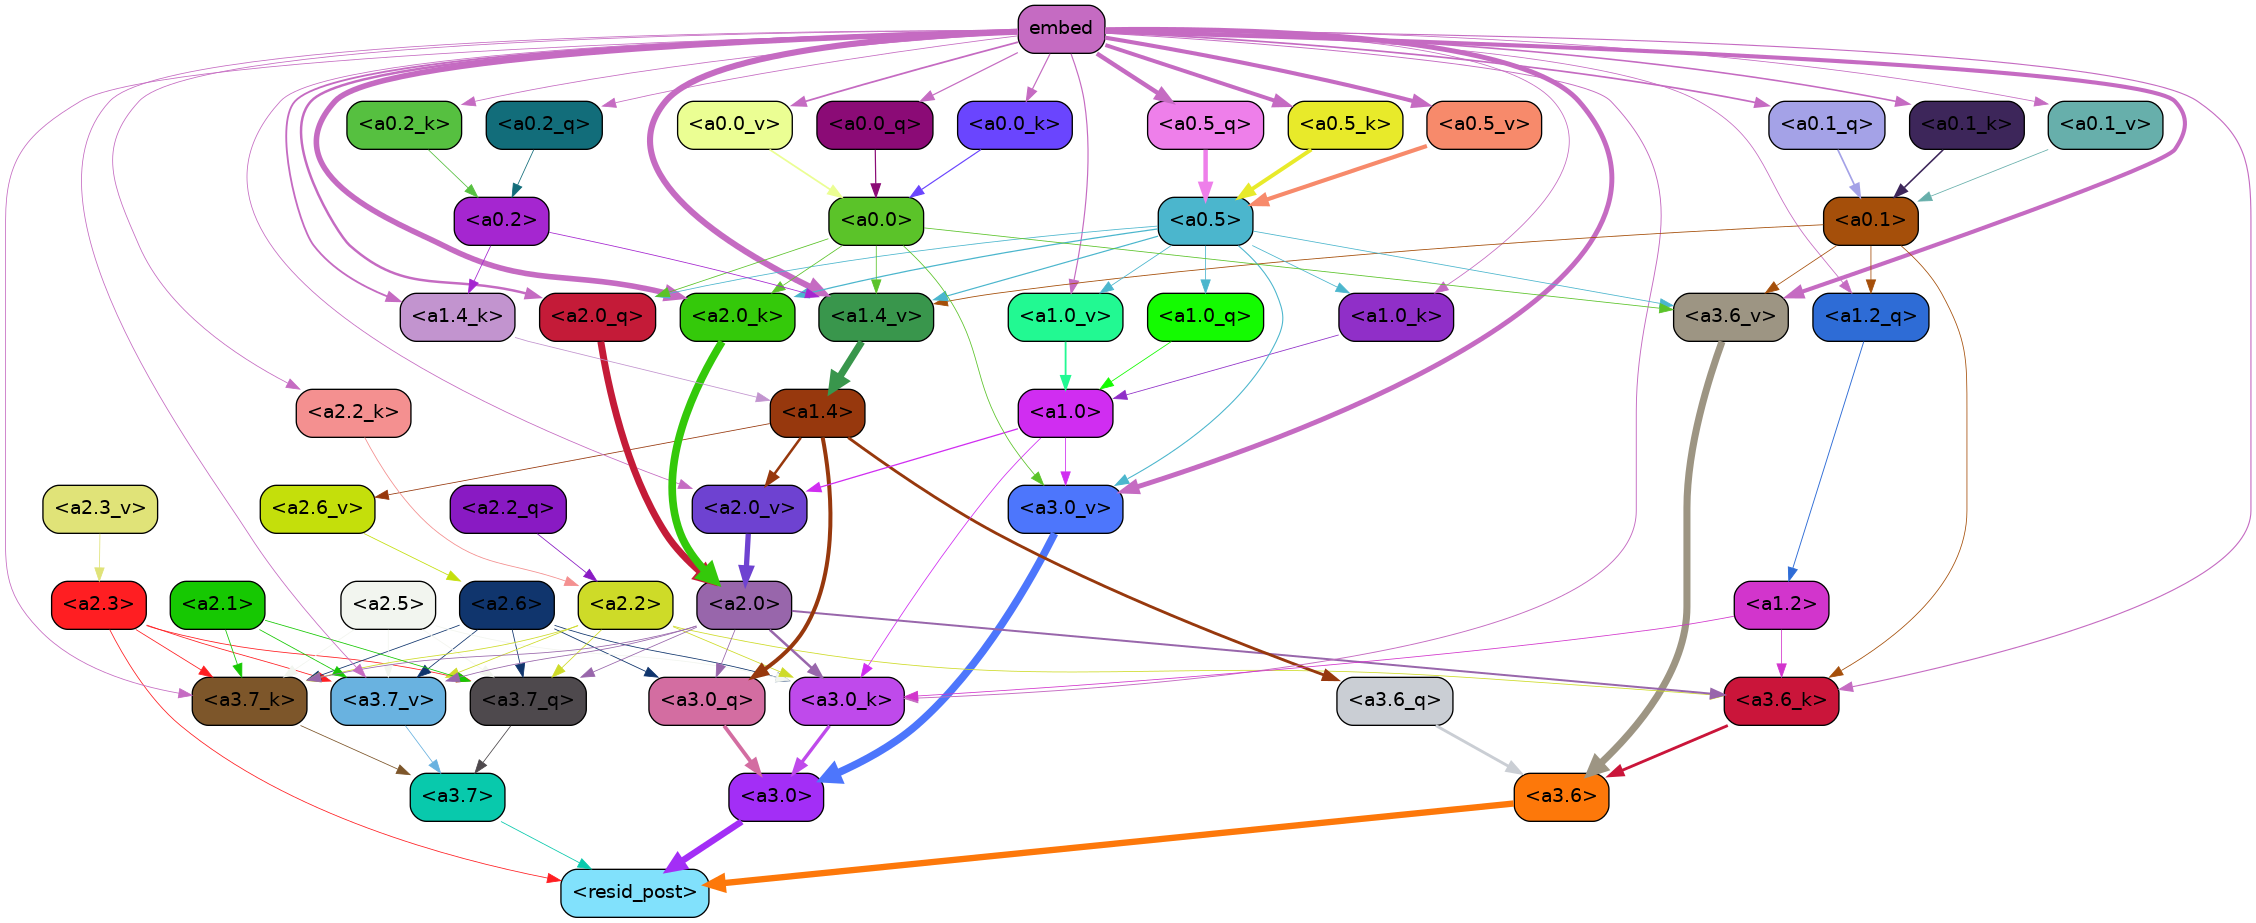 embed
<a0.2_k>
<a0.2_q>
<a0.0_v>
<a0.0_q>
<a0.0_k>
<a0.5_q>
<a0.5_k>
<a0.5_v>
<a0.1_q>
<a0.1_k>
<a0.1_v>
<a0.2>
<a0.0>
<a0.5>
<a0.1>
<a1.4_k>
<a2.0_q>
<a2.0_k>
<a1.4_v>
<a1.0_v>
<a1.0_q>
<a1.0_k>
<a3.6_v>
<a1.2_q>
<a2.2_k>
<a1.4>
<a1.0>
<a2.3_v>
<a2.6_v>
<a2.2_q>
<a2.0_v>
<a3.0_v>
<a2.3>
<a2.1>
<a2.5>
<a2.6>
<a2.2>
<a2.0>
<a1.2>
<a3.7_k>
<a3.7_v>
<a3.7_q>
<a3.0_q>
<a3.0_k>
<a3.6_q>
<a3.6_k>
<a3.7>
<a3.0>
<a3.6>
<resid_post>